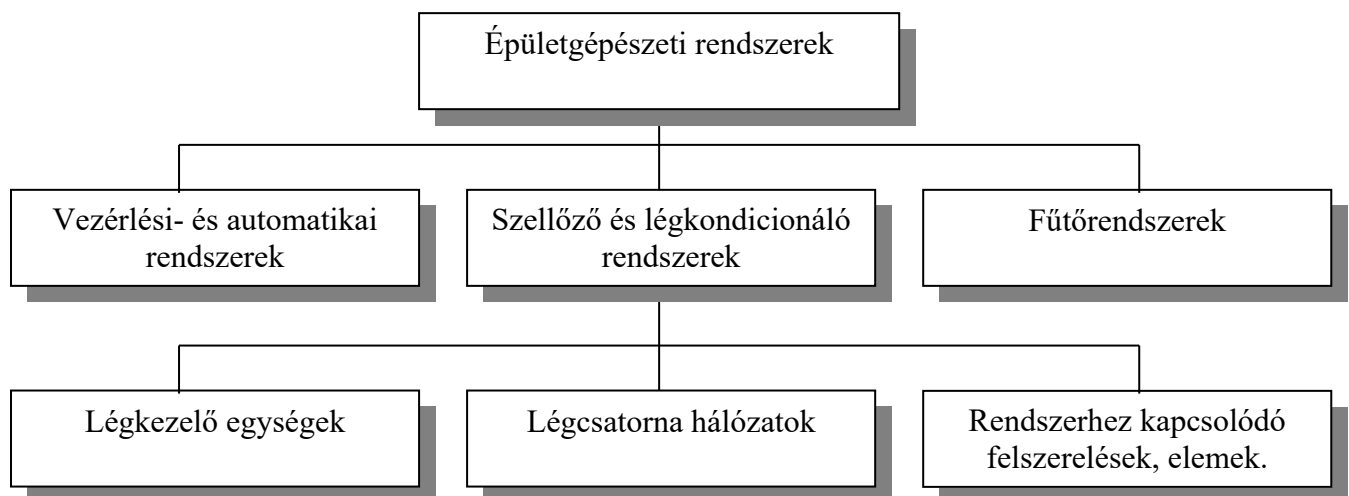 Épületgépészeti rendszerek
Vezérlési- és automatikai
rendszerek
Szellőző és légkondicionáló
rendszerek
Fűtőrendszerek
Légkezelő egységek
Légcsatorna hálózatok
Rendszerhez kapcsolódó
felszerelések, elemek.